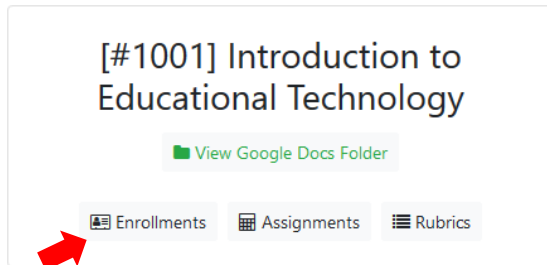 [#1001] Introduction to
Educational Technology
View Google Docs Folder
Enrollments Assignments Rubrics